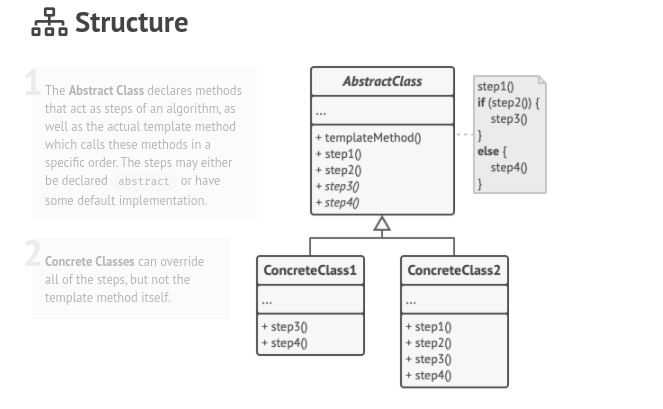 Structure
1
The Abstract Class declares methods
that act as steps of an algorithm, as
well as the actual template method
which calls these methods in a
specific order. The steps may either
be declared abstract or have
some default implementation.
2
Concrete Classes can override
all of the steps, but not the
template method itself.
AbstractClass
...
+ templateMethod()
+ step1()
+ step2()
+ step3()
+ step4()
step1()
if (step2()) {
step3()
}
else {
step4()
}
ConcreteClass1
...
+ step3()
+ step4()
ConcreteClass2
...
+ step1()
+ step2()
+ step3()
+ step4()